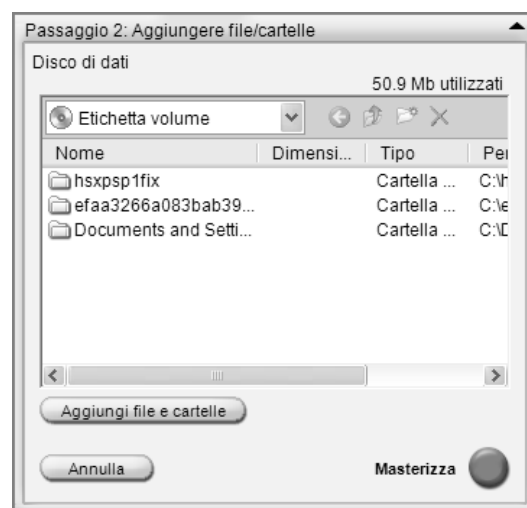 Passaggio 2: Aggiungere file/cartelle
Disco di dati
50.9 Mb utilizzati
Etichetta volume
Nome Dimensi... Tipo Per
hsxpsp1fix Cartella ... C:\h
efaa3266a083bab39... Cartella ... C:\e
Documents and Setti... Cartella ... C:\D
Aggiungi file e cartelle
Annulla Masterizza